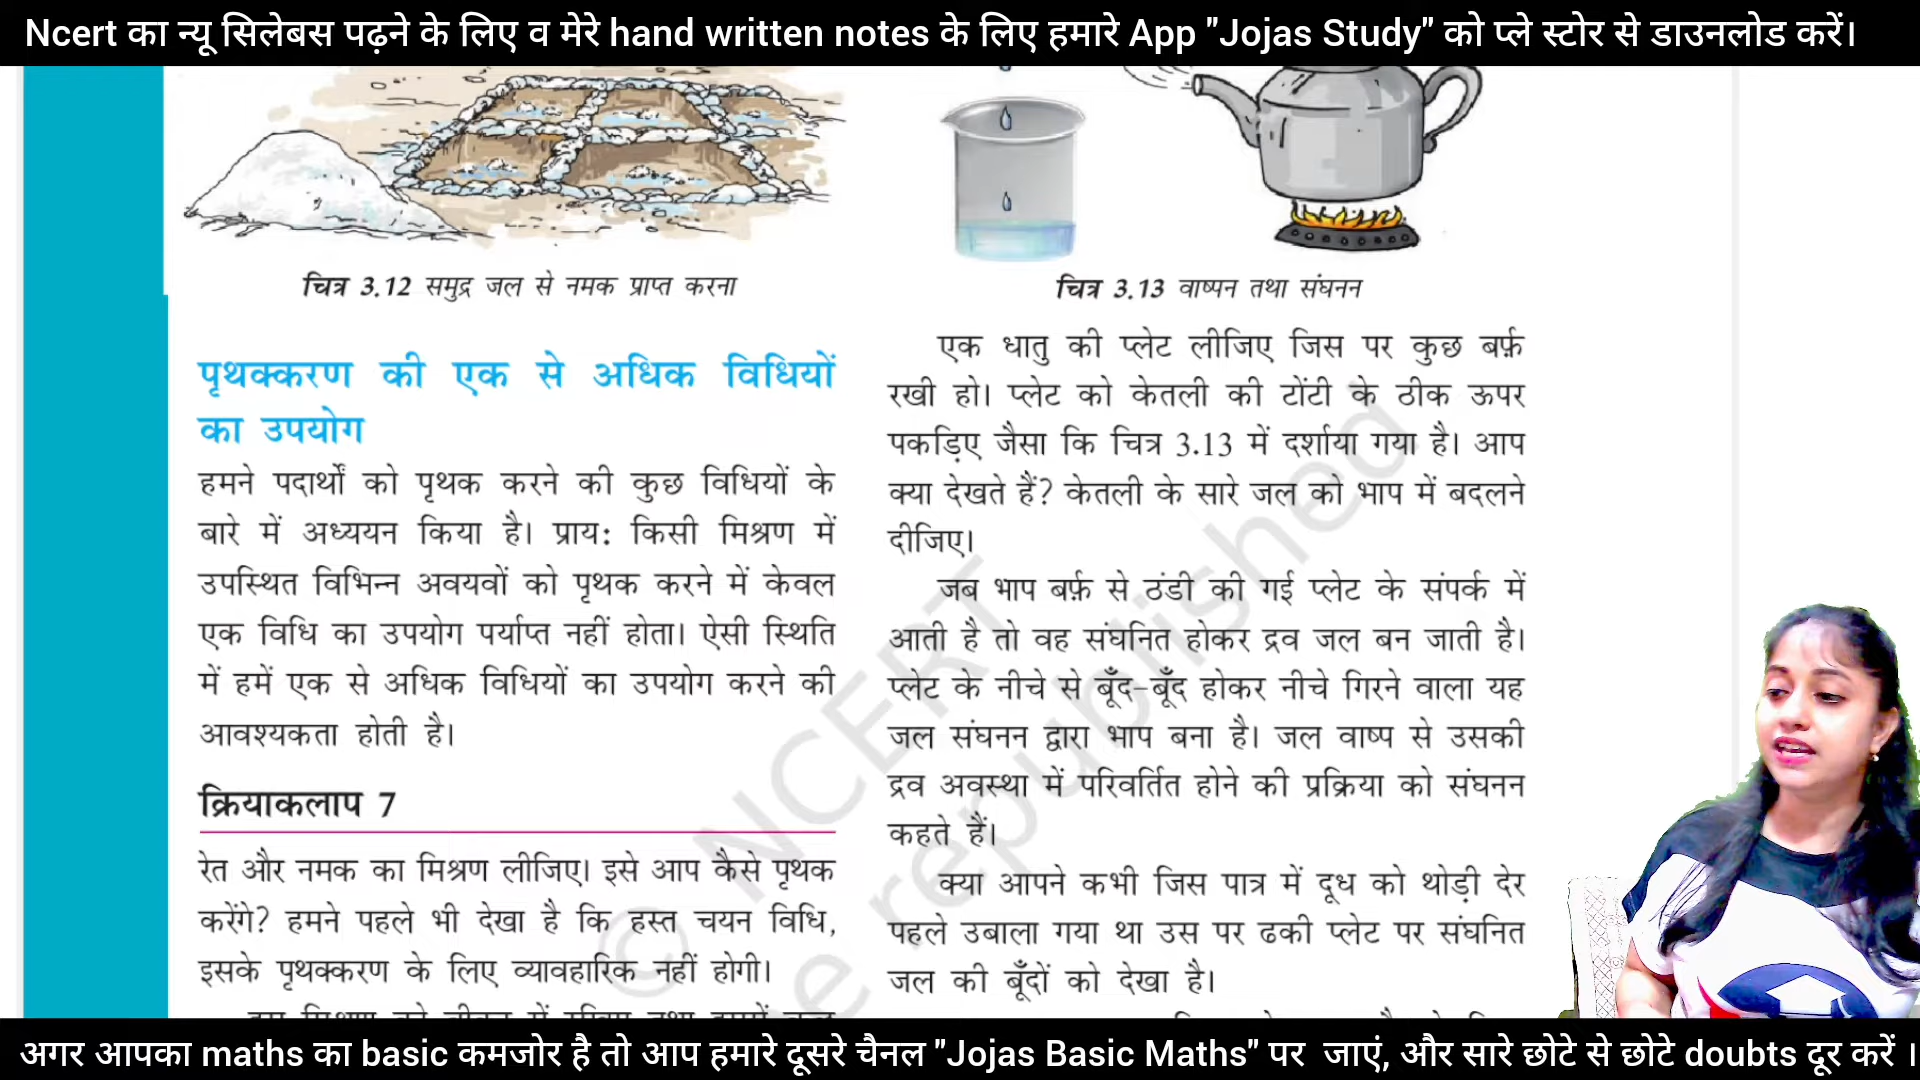 Ncert का न्यू सिलेबस पढ़ने के लिए व मेरे hand written notes के लिए हमारे App "Jojas Study" को प्ले स्टोर से डाउनलोड करें।
चित्र 3.12 समुद्र जल से नमक प्राप्त करना
पृथक्करण की एक से अधिक विधियों
का उपयोग
हमने पदार्थों को पृथक करने की कुछ विधियों के
बारे में अध्ययन किया है। प्राय: किसी मिश्रण में
उपस्थित विभिन्न अवयवों को पृथक करने में केवल
एक विधि का उपयोग पर्याप्त नहीं होता। ऐसी स्थिति
में हमें एक से अधिक विधियों का उपयोग करने की
आवश्यकता होती है।
क्रियाकलाप 7
रेत और नमक का मिश्रण लीजिए। इसे आप कैसे पृथक
करेंगे? हमने पहले भी देखा है कि हस्त चयन विधि,
इसके पृथक्करण के लिए व्यावहारिक नहीं होगी।
चित्र 3.13 वाष्पन तथा संघनन
एक धातु की प्लेट लीजिए जिस पर कुछ बर्फ़
रखी हो। प्लेट को केतली की टोंटी के ठीक ऊपर
पकड़िए जैसा कि चित्र 3.13 में दर्शाया गया है। आप
क्या देखते हैं? केतली के सारे जल को भाप में बदलने
दीजिए।
जब भाप बर्फ़ से ठंडी की गई प्लेट के संपर्क में
आती है तो वह संघनित होकर द्रव जल बन जाती है।
प्लेट के नीचे से बूँद-बूँद होकर नीचे गिरने वाला यह
जल संघनन द्वारा भाप बना है। जल वाष्प से उसकी
द्रव अवस्था में परिवर्तित होने की प्रक्रिया को संघनन
कहते हैं।
क्या आपने कभी जिस पात्र में दूध को थोड़ी देर
पहले उबाला गया था उस पर ढकी प्लेट पर संघनित
जल की बूँदों को देखा है।
© NCERT
be republished
अगर आपका maths का basic कमजोर है तो आप हमारे दूसरे चैनल "Jojas Basic Maths" पर जाएं, और सारे छोटे से छोटे doubts दूर करें ।